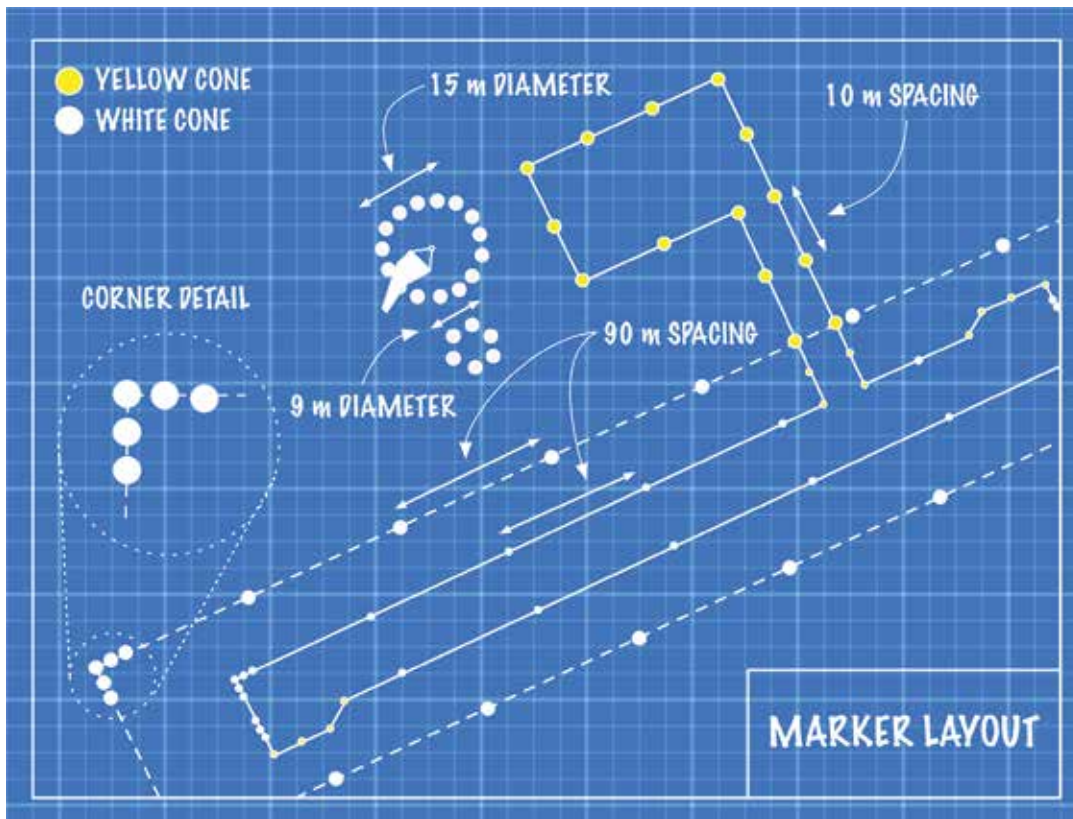 YELLOW CONE
WHITE CONE
15 m DIAMETER
10 m SPACING
CORNER DETAIL
90 m SPACING
9 m DIAMETER
MARKER LAYOUT